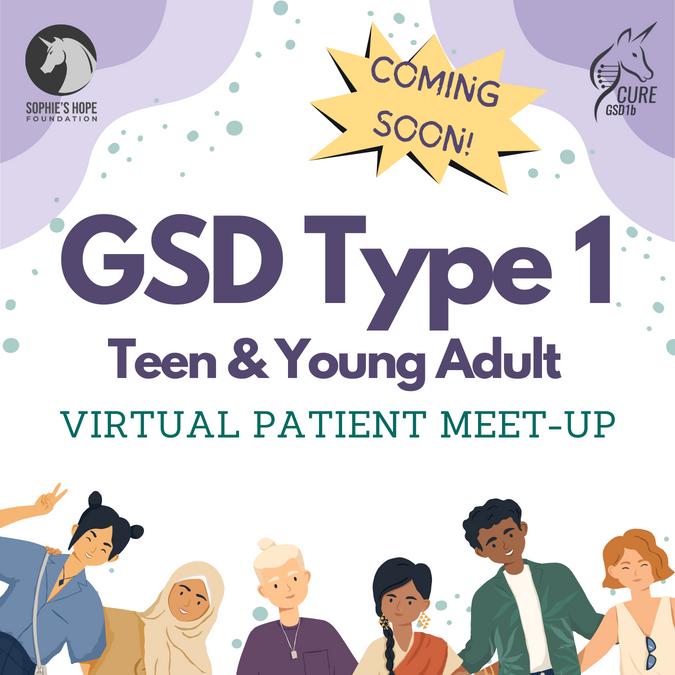 SOPHIE'S HOPE
FOUNDATION
COMING
SOON!
CURE
GSD1b
GSD Type 1
Teen & Young Adult
VIRTUAL PATIENT MEET-UP